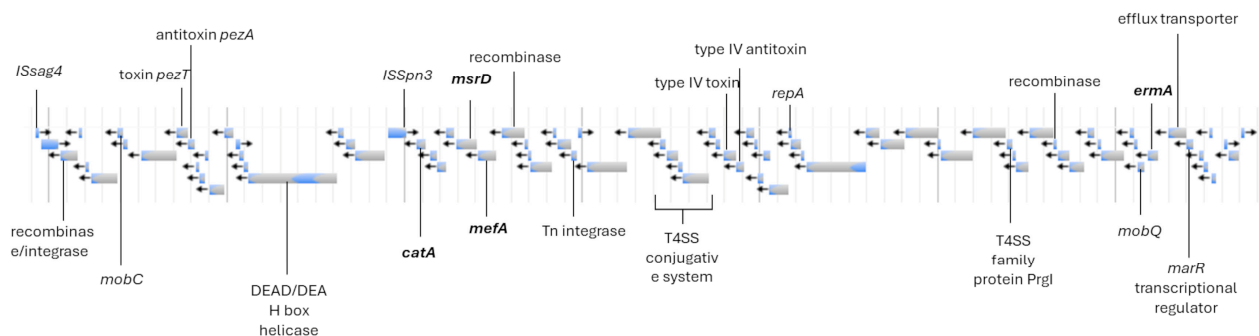 efflux transporter
antitoxin pezA
type IV antitoxin
ISsag4
toxin pezT
ISSpn3
msrD
recombinase
type IV toxin
repA
recombinase
ermA
recombinas
e/integrase
mobC
DEAD/DEA
H box
helicase
catA
mefA
Tn integrase
T4SS
conjugativ
e system
T4SS
family
protein PrgI
mobQ
marR
transcriptional
regulator